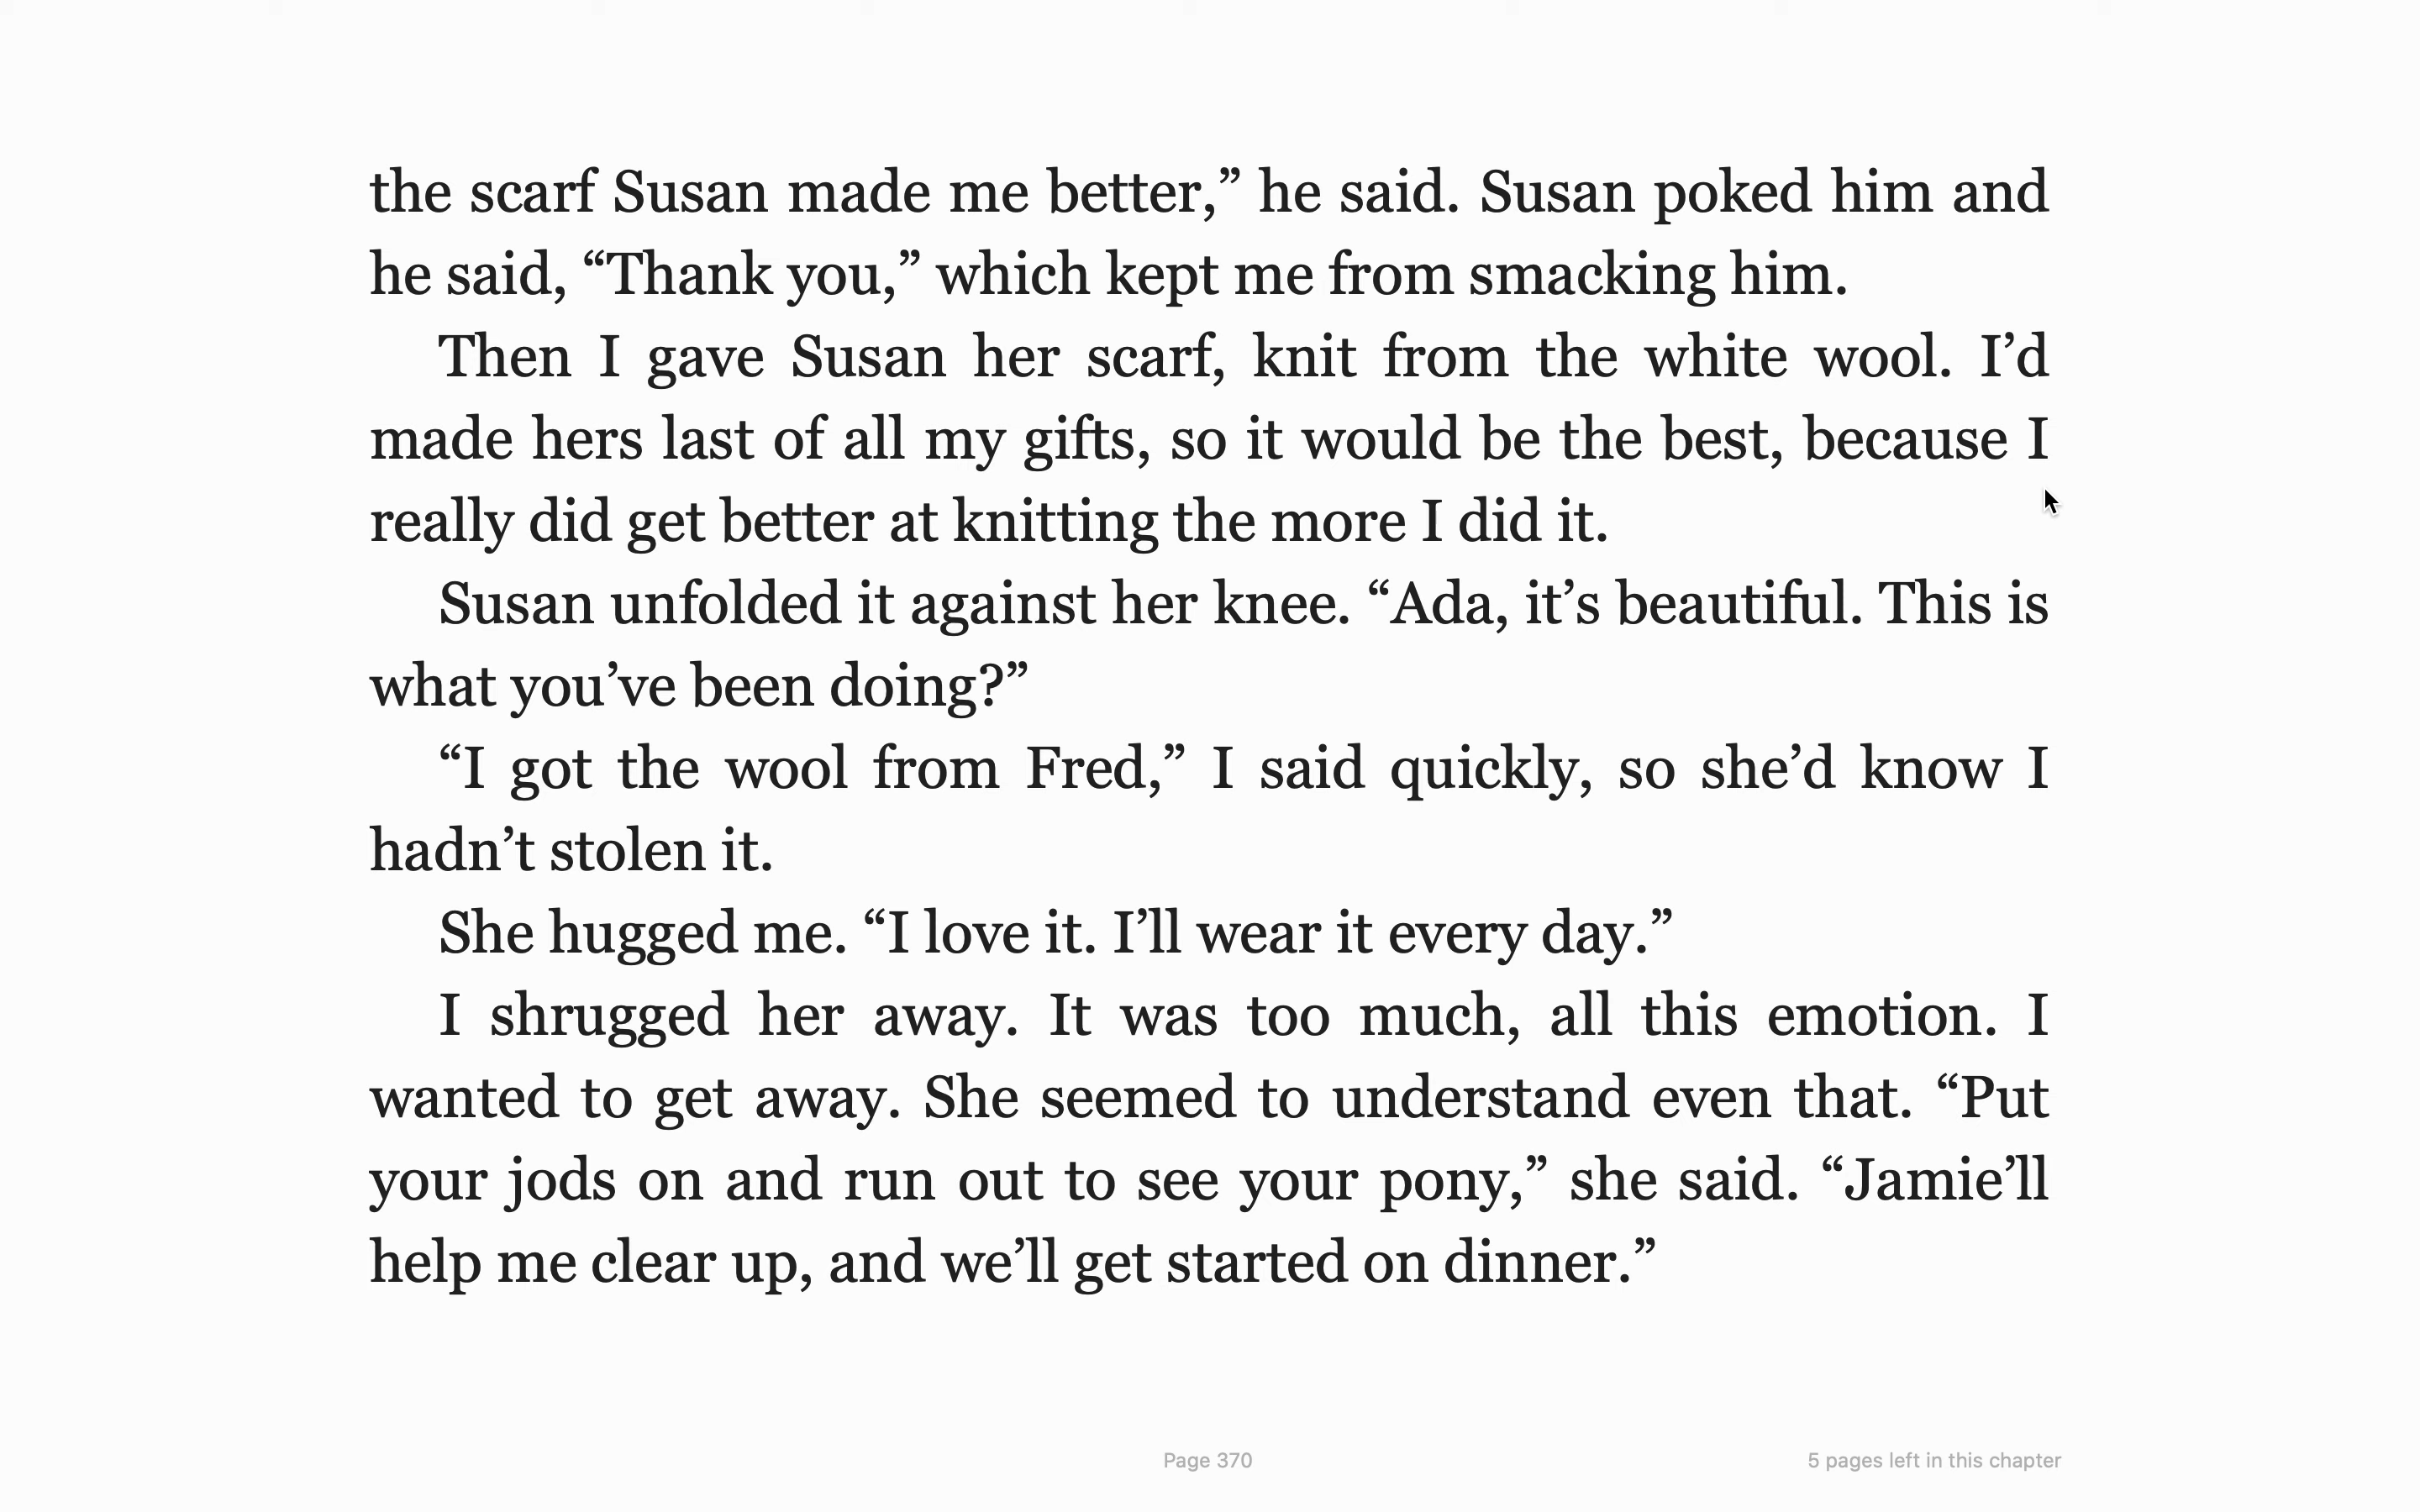 the scarf Susan made me better,” he said. Susan poked him and
he said, “Thank you,” which kept me from smacking him.
Then I gave Susan her scarf, knit from the white wool. I’d
made hers last of all my gifts, so it would be the best, because I
really did get better at knitting the more I did it.
Susan unfolded it against her knee. “Ada, it’s beautiful. This is
what you’ve been doing?”
“I got the wool from Fred,” I said quickly, so she’d know I
hadn’t stolen it.
She hugged me. “I love it. I’ll wear it every day.”
I shrugged her away. It was too much, all this emotion. I
wanted to get away. She seemed to understand even that. “Put
your jods on and run out to see your pony,” she said. “Jamie’ll
help me clear up, and we’ll get started on dinner.”
Page 370
5 pages left in this chapter